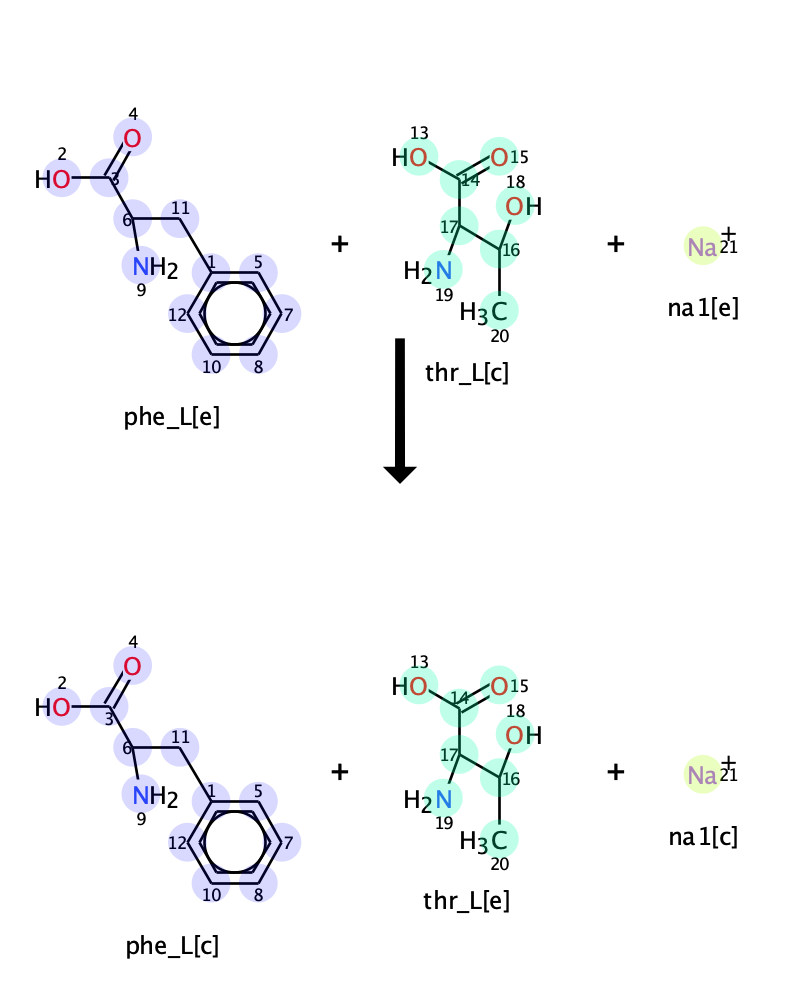 4
O
2
HO
3
6
11
NH2
9
1
5
12
7
10
8
phe_L[e]
+
13
HO
O 15
14
18
OH
17
16
H2N
19
H3C
20
thr_L[c]
+
Na+
21
na1[e]
4
O
2
HO
3
6
11
NH2
9
1
5
12
7
10
8
phe_L[c]
+
13
HO
O 15
14
18
OH
17
16
H2N
19
H3C
20
thr_L[e]
+
Na+
21
na1[c]